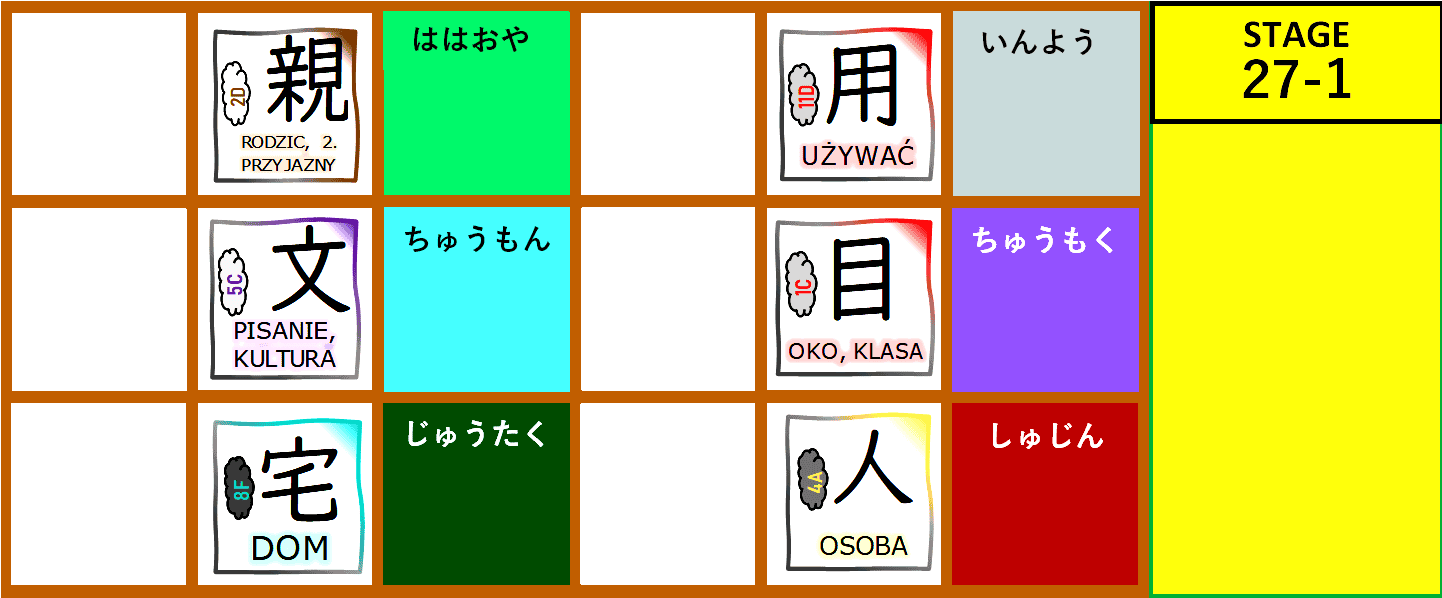 親
2D
RODZIC, 2.
PRZYJAZNY
ははおや
用
11D
UŻYWAĆ
いんよう
STAGE
27-1
文
5C
PISANIE,
KULTURA
ちゅうもん
目
1C
OKO, KLASA
ちゅうもく
宅
8F
DOM
じゅうたく
人
4A
OSOBA
しゅじん